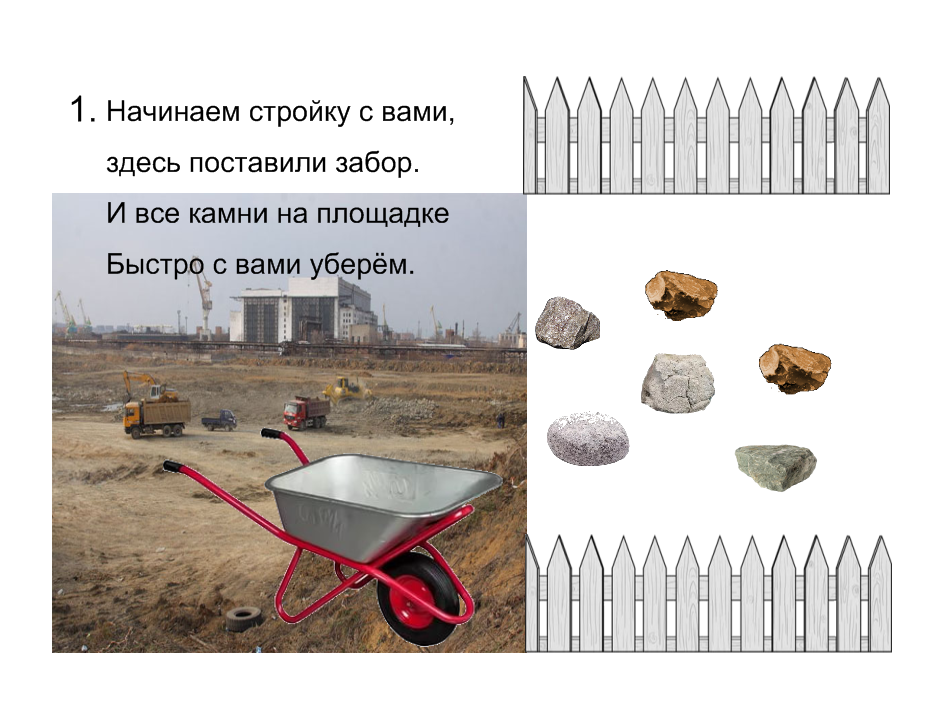 1. Начинаем стройку с вами,
здесь поставили забор.
И все камни на площадке
Быстро с вами уберём.